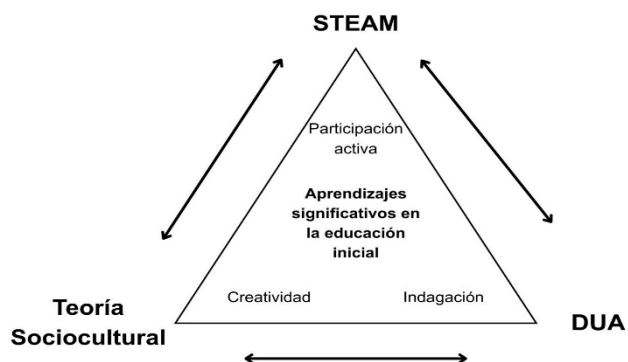 STEAM
Participación
activa
Aprendizajes
significativos en
la educación
inicial
Creatividad
Indagación
Teoría
Sociocultural
DUA